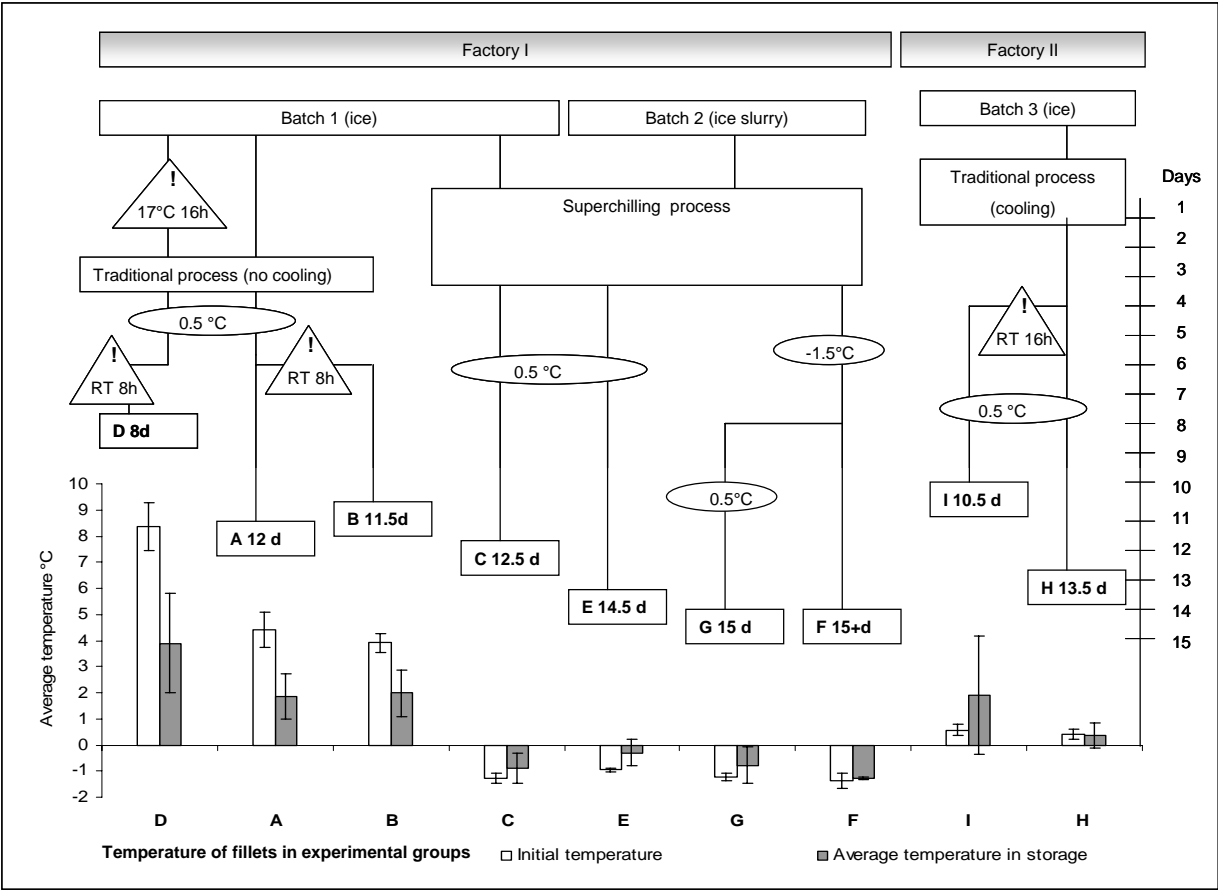 Factory I
Factory II
Batch 1 (ice)
Batch 2 (ice slurry)
Batch 3 (ice)
!
17°C 16h
Superchilling process
Traditional process
(cooling)
Days
1
2
3
4
5
6
7
8
9
10
11
12
13
14
15
Traditional process (no cooling)
0.5 °C
!
RT 8h
!
RT 8h
0.5 °C
-1.5°C
!
RT 16h
0.5 °C
D 8d
0.5°C
A 12 d
B 11.5d
C 12.5 d
E 14.5 d
G 15 d
F 15+d
I 10.5 d
H 13.5 d
Average temperature °C
10
9
8
7
6
5
4
3
2
1
0
-1
-2
D A B C E G F I H
Temperature of fillets in experimental groups Initial temperature Average temperature in storage